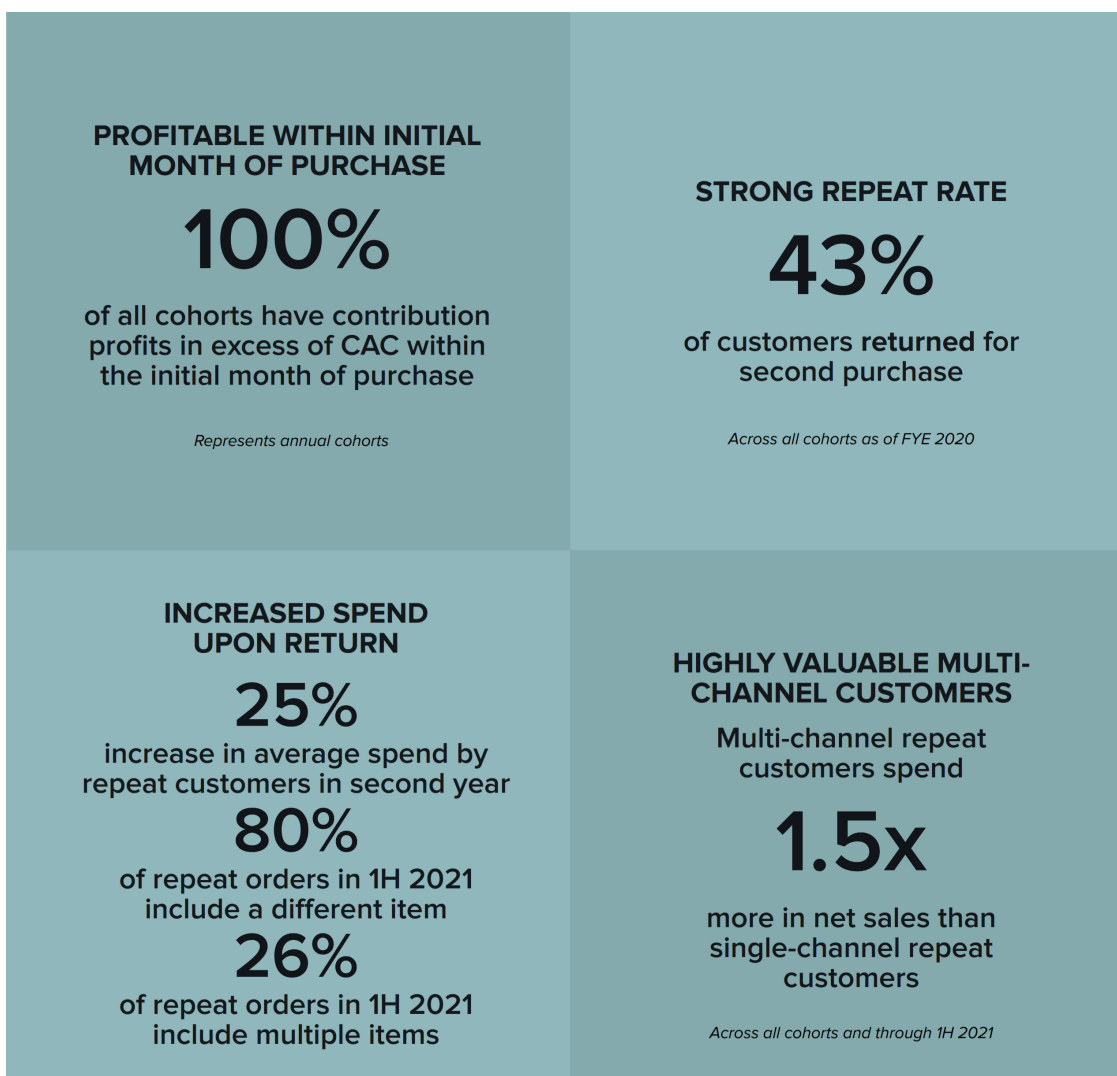 PROFITABLE WITHIN INITIAL
MONTH OF PURCHASE
100%
of all cohorts have contribution
profits in excess of CAC within
the initial month of purchase
Represents annual cohorts
STRONG REPEAT RATE
43%
of customers returned for
second purchase
Across all cohorts as of FYE 2020
INCREASED SPEND
UPON RETURN
25%
increase in average spend by
repeat customers in second year
80%
of repeat orders in 1H 2021
include a different item
26%
of repeat orders in 1H 2021
include multiple items
HIGHLY VALUABLE MULTI-
CHANNEL CUSTOMERS
Multi-channel repeat
customers spend
1.5x
more in net sales than
single-channel repeat
customers
Across all cohorts and through 1H 2021